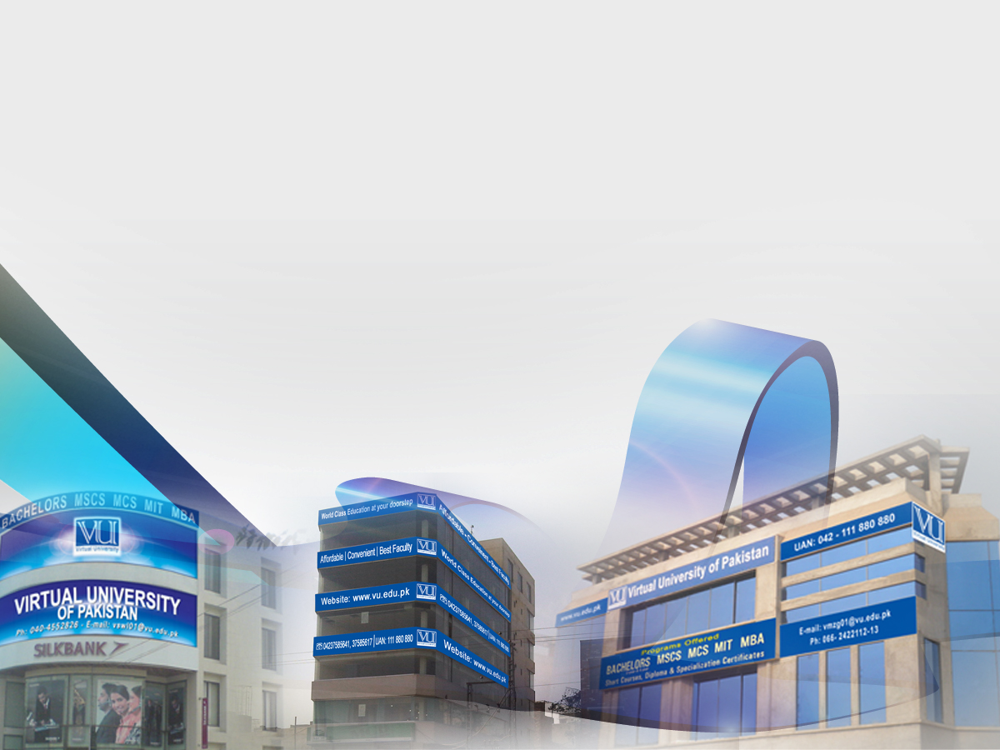 BACHELORS MSCS MCS MIT MBA
VU
virtual university
VIRTUAL UNIVERSITY
OF PAKISTAN
Ph: 040-4552826 - E-mail: vswl01@vu.edu.pk
SILKBANK
World Class Education at your doorstep
VU
Affordable - Convenient - Best Faculty
Affordable | Convenient | Best Faculty
VU
World Class Education at your doorstep
Website: www.vu.edu.pk
VU
04237585641, 37585617 | UAN: 111 880 880
04237585641, 37585617 | UAN: 111 880 880
VU
Website: www.vu.edu.pk
www.vu.edu.pk
VU
Virtual University of Pakistan
UAN: 042 - 111 880 880
VU
Programs Offered
BACHELORS MSCS MCS MIT MBA
Short Courses, Diploma & Specialization Certificates
E-mail: vmzg01@vu.edu.pk
Ph: 066-2422112-13